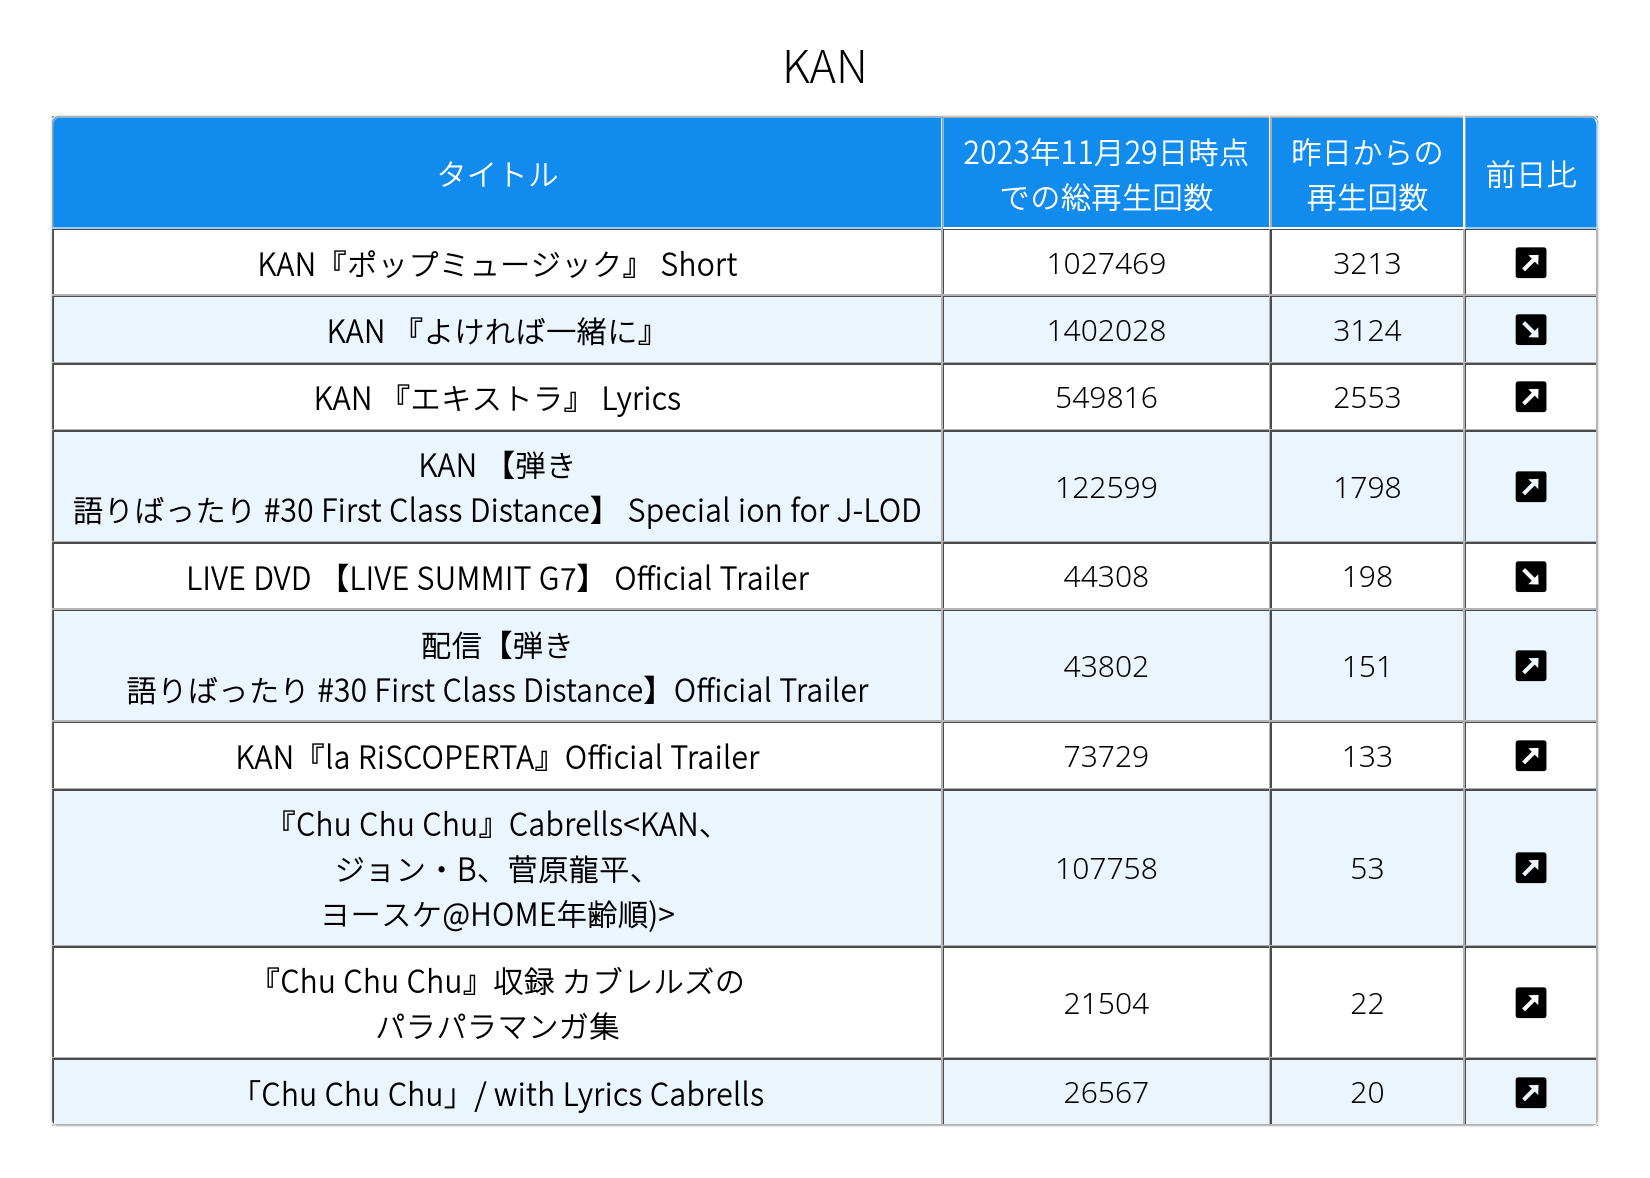 KAN
タイトル
2023年11月29日時点
での総再生回数
昨日からの
再生回数
前日比
KAN『ポップミュージック』 Short
1027469
3213
KAN 『よければ一緒に』
1402028
3124
KAN 『エキストラ』 Lyrics
549816
2553
KAN 【弾き
語りばったり #30 First Class Distance】 Special ion for J-LOD
122599
1798
LIVE DVD 【LIVE SUMMIT G7】 Official Trailer
44308
198
配信【弾き
語りばったり #30 First Class Distance】Official Trailer
43802
151
KAN『la RiSCOPERTA』Official Trailer
73729
133
『Chu Chu Chu』Cabrells<KAN、
ジョン・B、菅原龍平、
ヨースケ@HOME年齢順)>
107758
53
『Chu Chu Chu』収録 カブレルズの
パラパラマンガ集
21504
22
「Chu Chu Chu」/ with Lyrics Cabrells
26567
20